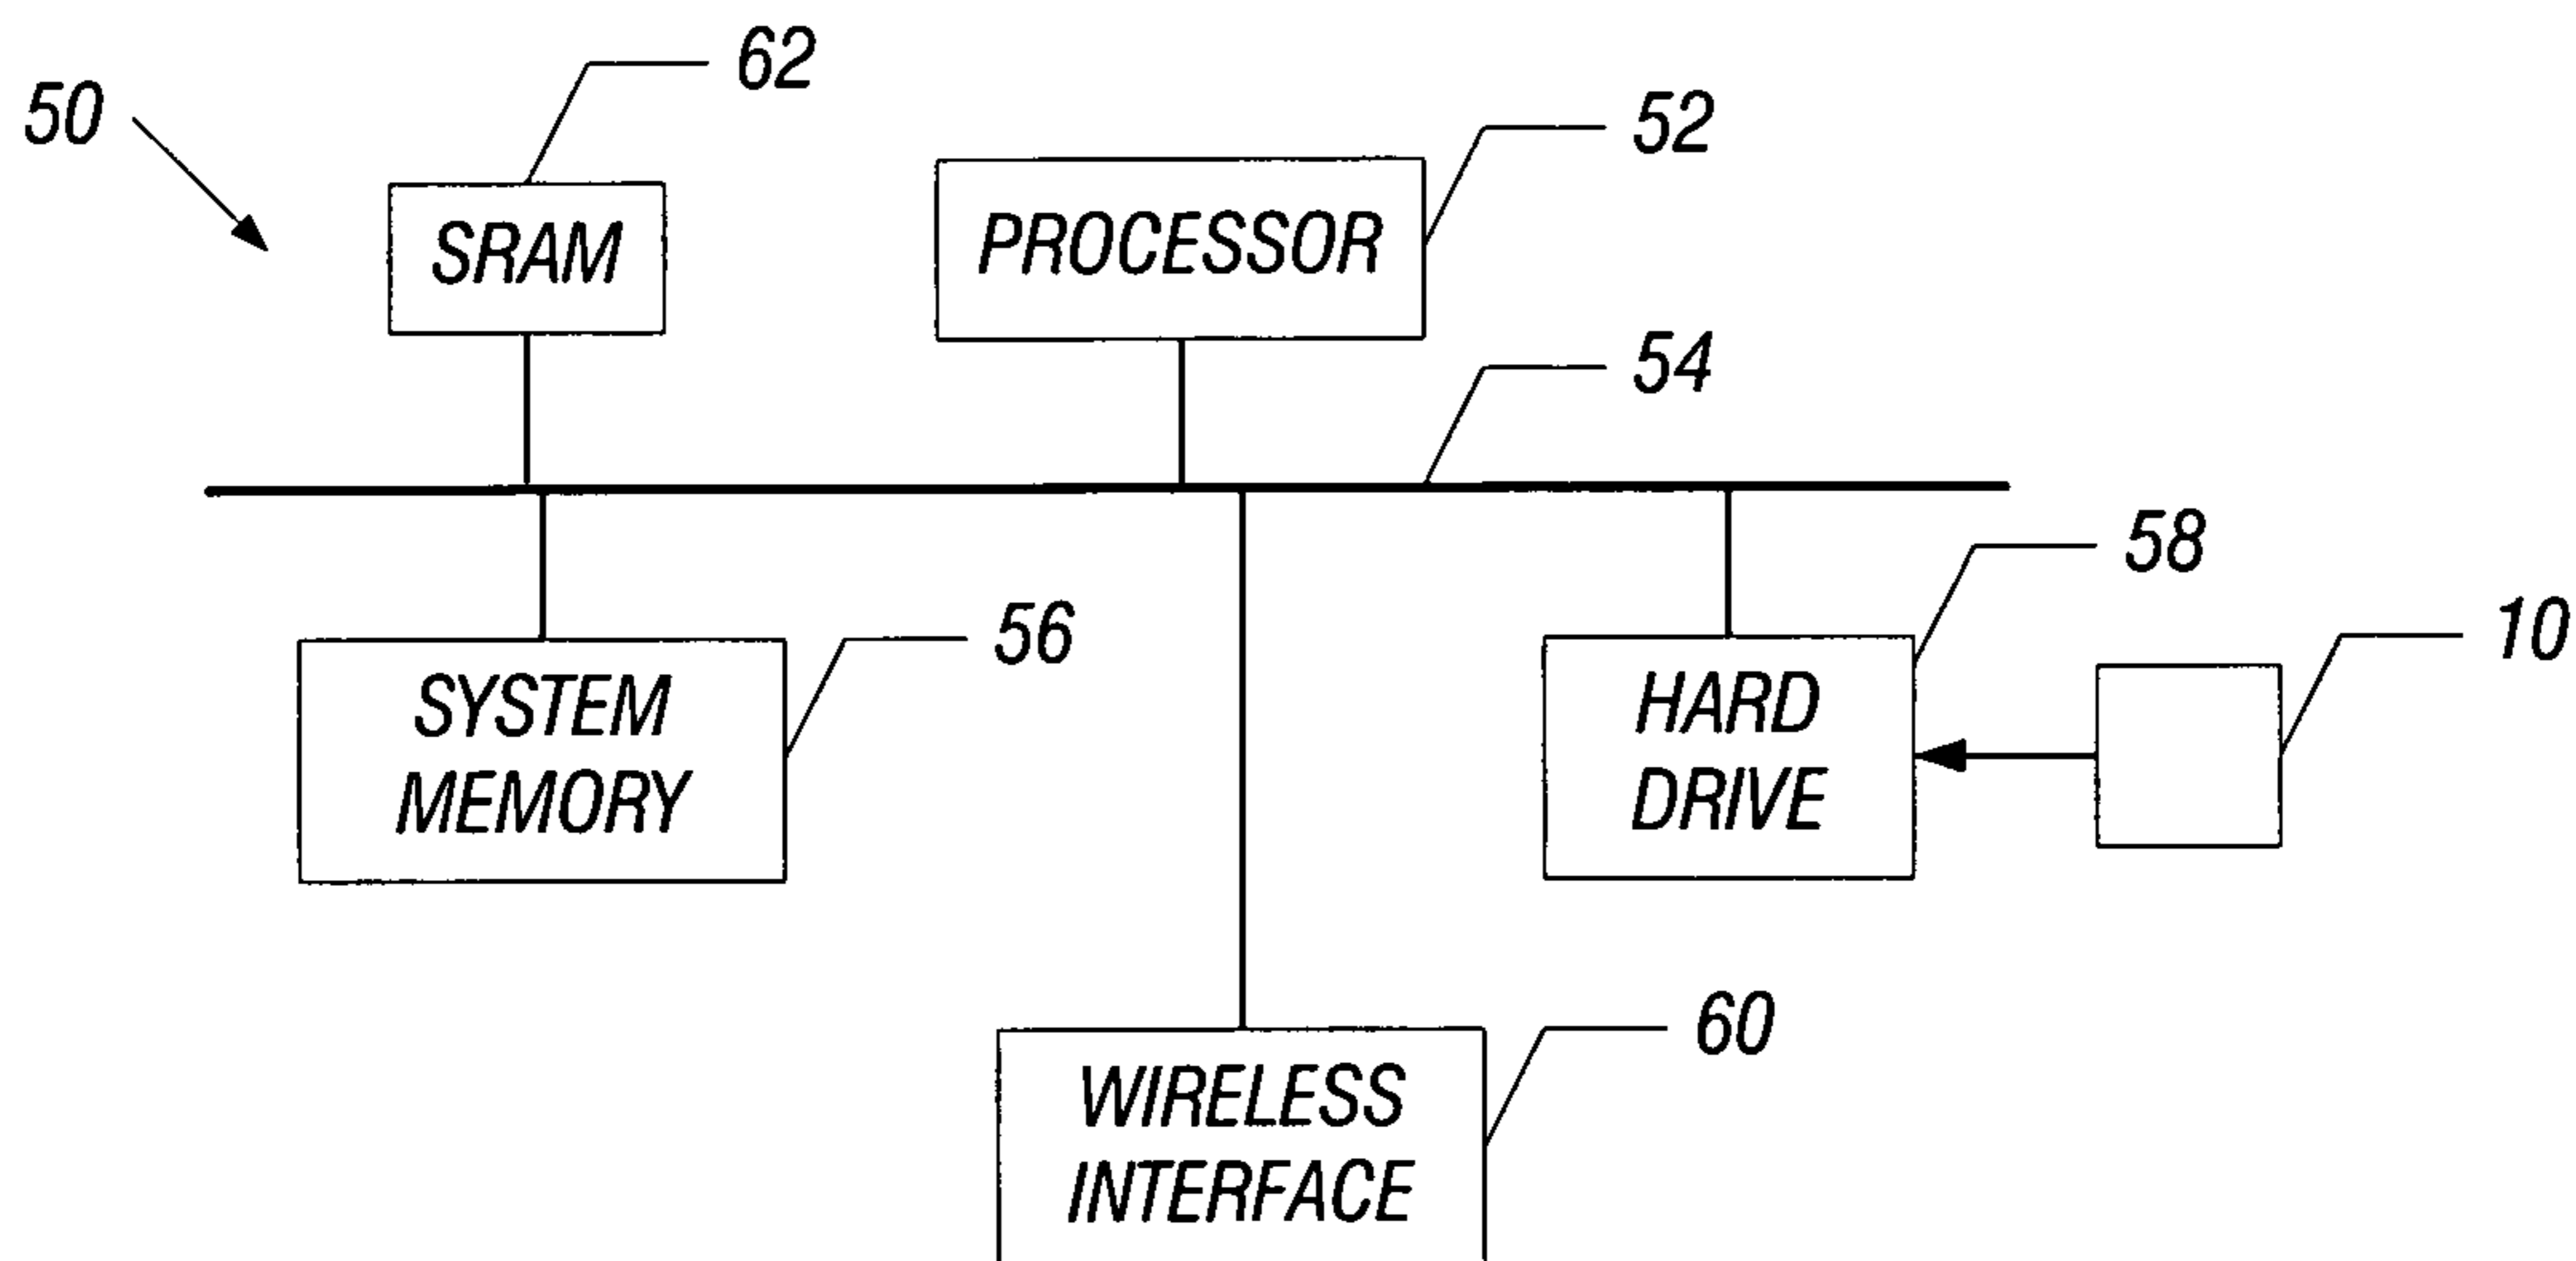 62
50
52
SRAM
PROCESSOR
54
58
56
10
SYSTEM
MEMORY
HARD
DRIVE
60
WIRELESS
INTERFACE